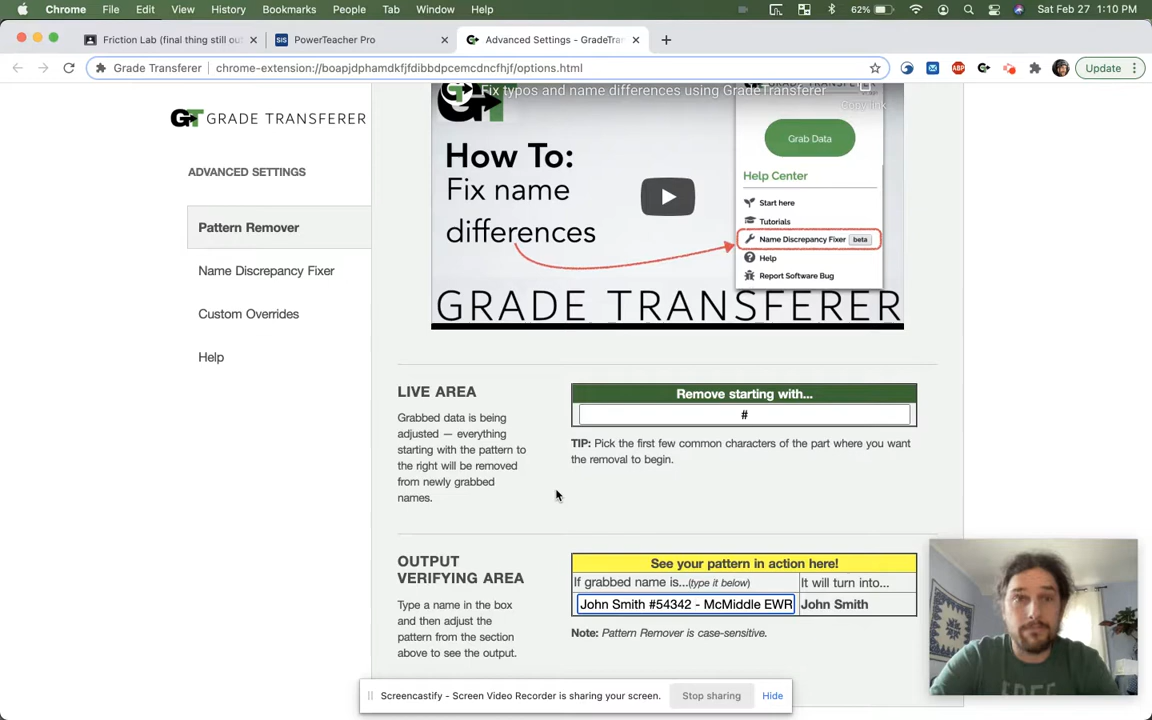 Chrome File Edit View History Bookmarks People Tab Window Help 62% Sat Feb 27 1:10 PM
Friction Lab (final thing still ou
SIS PowerTeacher Pro
Advanced Settings - GradeTran
Grade Transferer chrome-extension://boapjdphamdkfjfdibbdpcemcdncfhjf/options.html
ABP
Update
GRADE TRANSFERER
ADVANCED SETTINGS
Pattern Remover
Name Discrepancy Fixer
Custom Overrides
Help
Fix typos and name differences using GradeTransferer
Copy link
How To:
Fix name
differences
Grab Data
Help Center
Start here
Tutorials
Name Discrepancy Fixer beta
Help
Report Software Bug
GRADE TRANSFERER
LIVE AREA
Grabbed data is being
adjusted — everything
starting with the pattern to
the right will be removed
from newly grabbed
names.
Remove starting with...
#
TIP: Pick the first few common characters of the part where you want
the removal to begin.
OUTPUT
VERIFYING AREA
Type a name in the box
and then adjust the
pattern from the section
above to see the output.
See your pattern in action here!
If grabbed name is...(type it below) It will turn into...
John Smith #54342 - McMiddle EWR John Smith
Note: Pattern Remover is case-sensitive.
Screencastify - Screen Video Recorder is sharing your screen. Stop sharing Hide